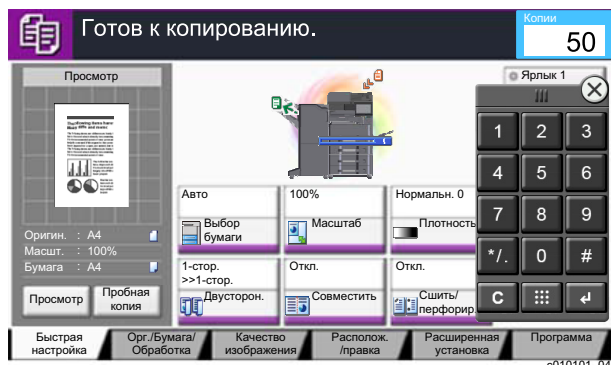 Готов к копированию.
Копии
50
Просмотр
Ярлык 1
Оригин. : A4
Масшт. : 100%
Бумага : A4
Просмотр
Пробная
копия
Авто
Выбор
бумаги
100%
Масштаб
Нормальн. 0
Плотность
1-стор.
>>1-стор.
Двусторон.
Откл.
Совместить
Откл.
Сшить/
перфорир.
1 2 3
4 5 6
7 8 9
*/. 0 #
C
Быстрая
настройка
Орг./Бумага/
Обработка
Качество
изображения
Располож.
/правка
Расширенная
установка
Программа